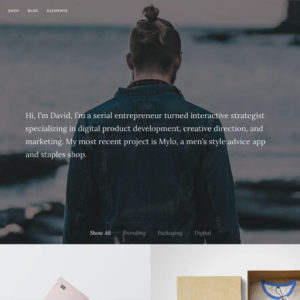 SHOP BLOG ELEMENTS
Hi, I'm David, I'm a serial entrepreneur turned interactive strategist
specializing in digital product development, creative direction, and
marketing. My most recent project is Mylo, a men's style advice app
and staples shop.
Show All Branding Packaging Digital